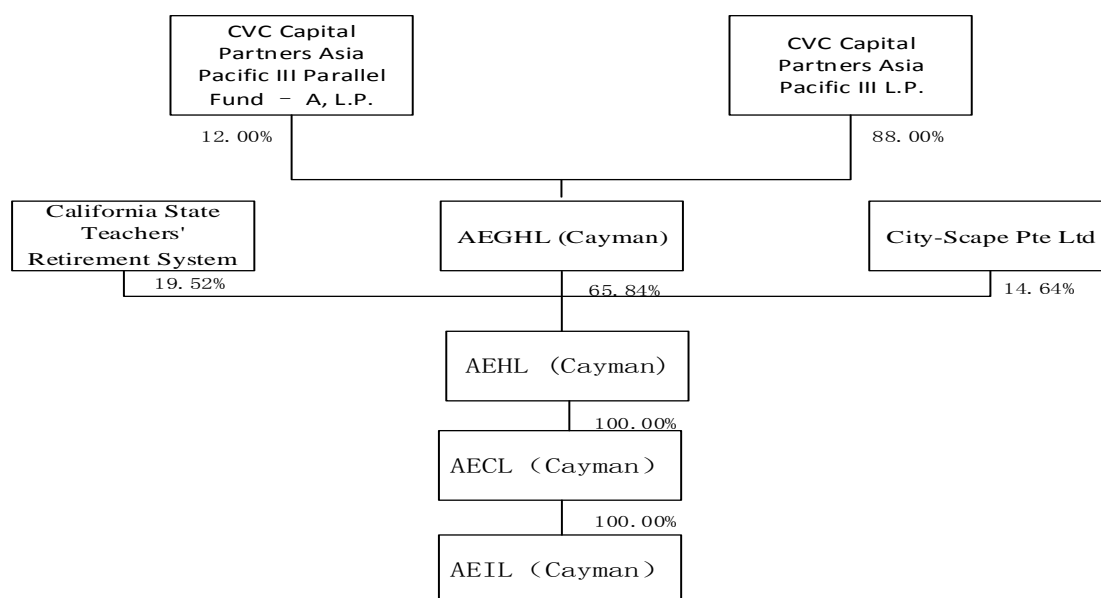 CVC Capital
Partners Asia
Pacific III Parallel
Fund – A, L.P.
CVC Capital
Partners Asia
Pacific III L.P.
12.00%
88.00%
California State
Teachers'
Retirement System
AEGHL (Cayman)
City-Scape Pte Ltd
19.52%
65.84%
14.64%
AEHL （Cayman）
100.00%
AECL（Cayman）
100.00%
AEIL（Cayman）